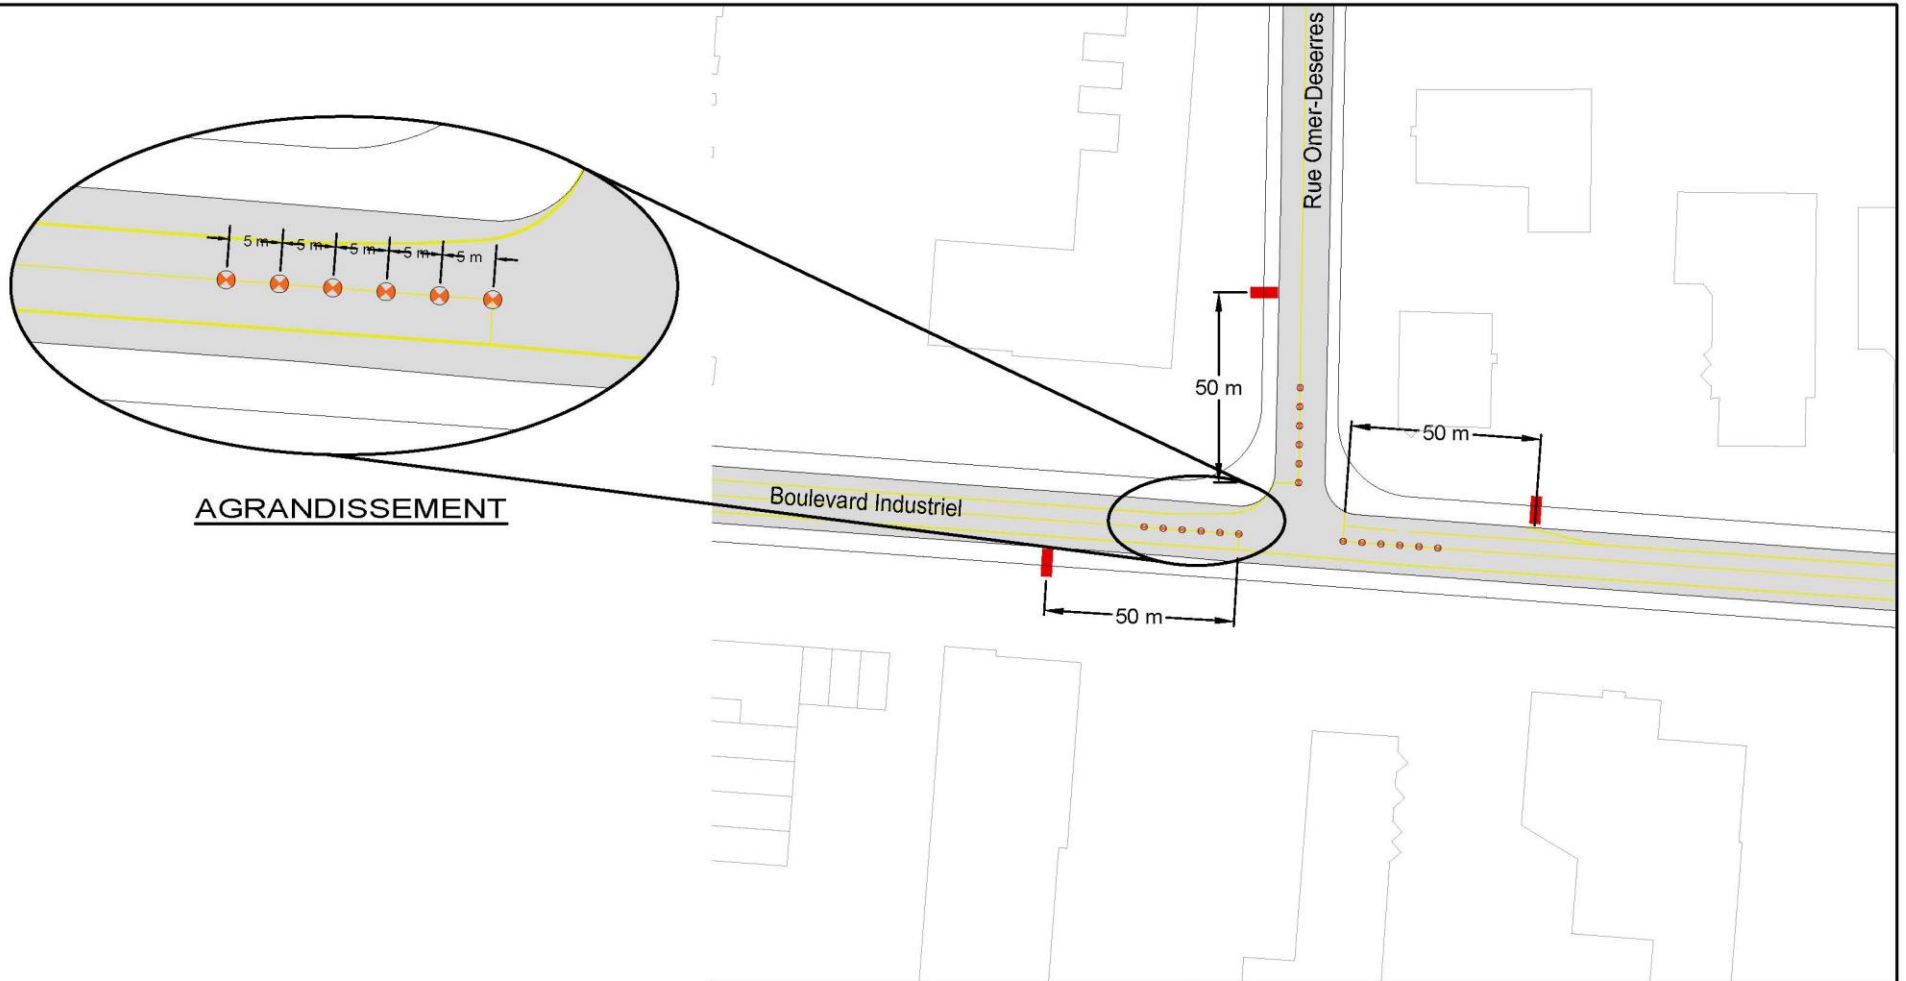 Rue Omer-Deserres
5 m 5 m 5 m 5 m 5 m
50 m
50 m
Boulevard Industriel
AGRANDISSEMENT
50 m